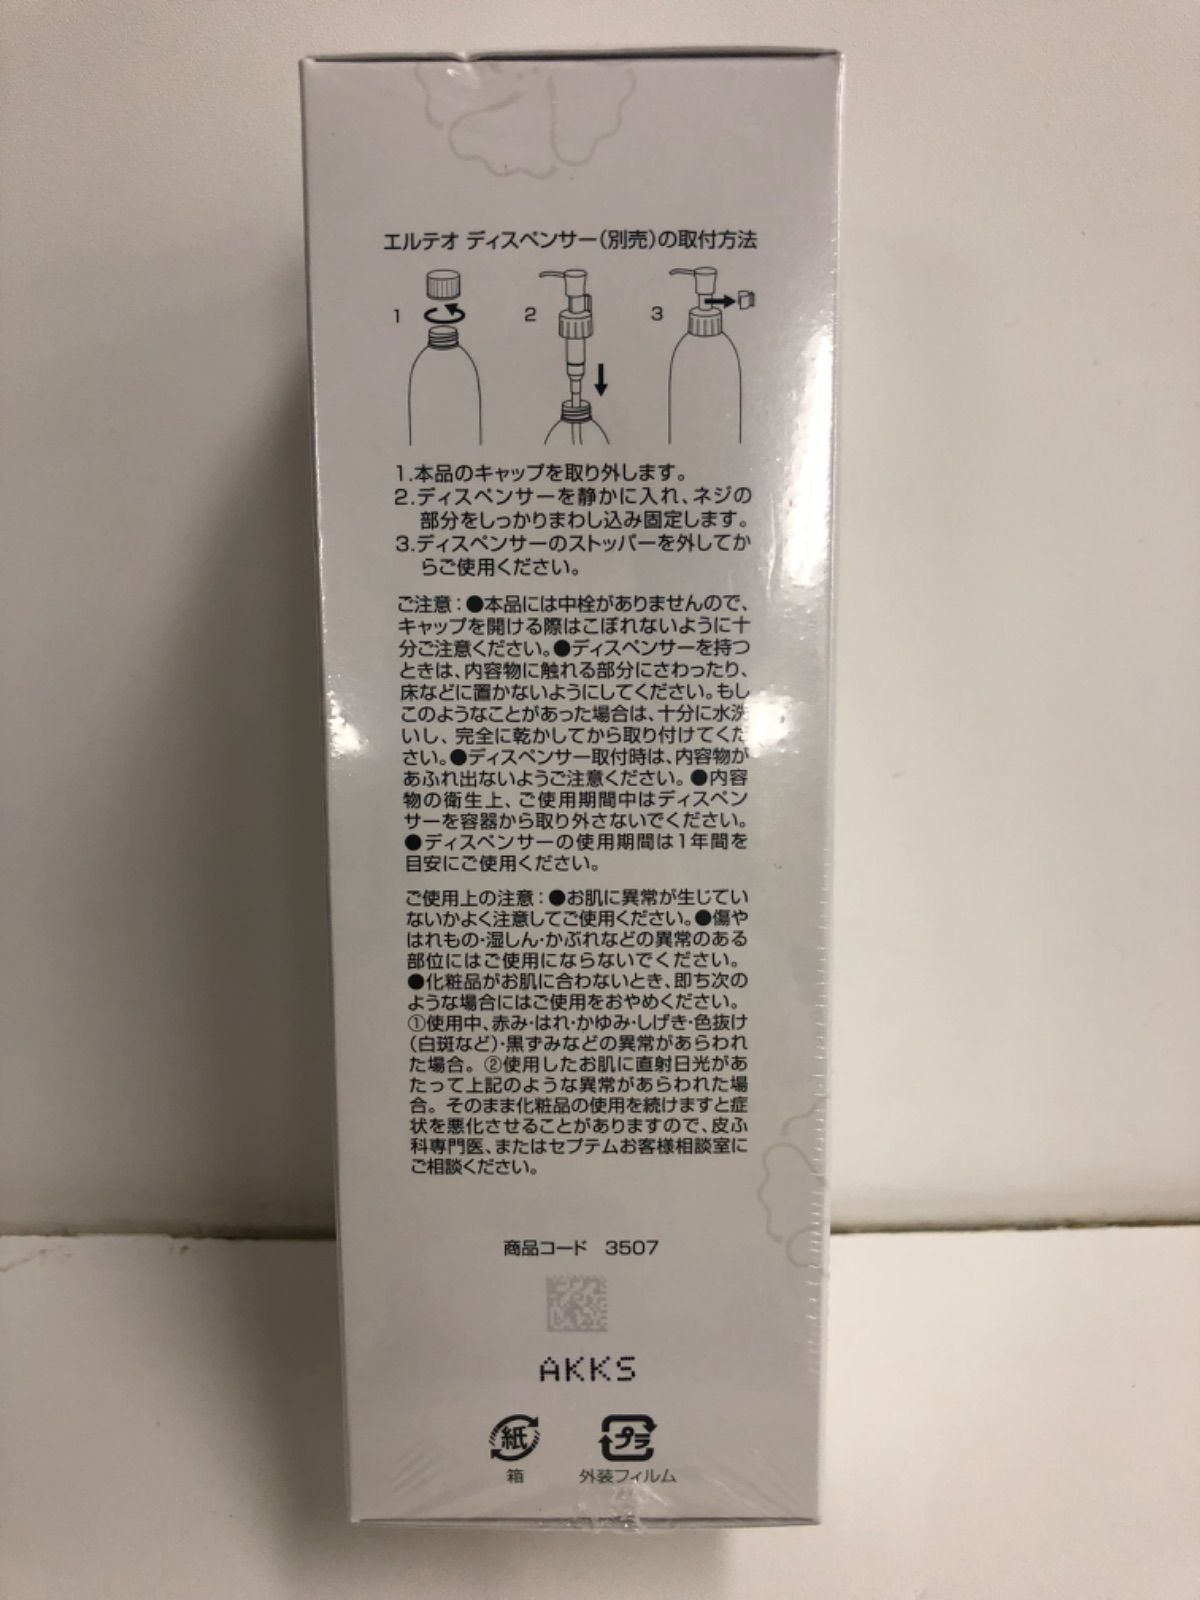 エルテオ ディスペンサー（別売）の取付方法
1 2 3
1.本品のキャップを取り外します。
2.ディスペンサーを静かに入れ、ネジの
部分をしっかりまわし込み固定します。
3.ディスペンサーのストッパーを外してか
らご使用ください。
ご注意：●本品には中栓がありませんので、
キャップを開ける際はこぼれないように十
分ご注意ください。●ディスペンサーを持つ
ときは、内容物に触れる部分にさわったり、
床などに置かないようにしてください。もし
このようなことがあった場合は、十分に水洗
いし、完全に乾かしてから取り付けてくだ
さい。●ディスペンサー取付時は、内容物が
あふれ出ないようご注意ください。●内容
物の衛生上、ご使用期間中はディスペン
サーを容器から取り外さないでください。
●ディスペンサーの使用期間は1年間を
目安にご使用ください。
ご使用上の注意：●お肌に異常が生じてい
ないかよく注意してご使用ください。●傷や
はれもの・湿しん・かぶれなどの異常のある
部位にはご使用にならないでください。
●化粧品がお肌に合わないとき、即ち次の
ような場合にはご使用をおやめください。
①使用中、赤み・はれ・かゆみ・しげき・色抜け
（白斑など）・黒ずみなどの異常があらわれ
た場合。②使用したお肌に直射日光があ
たって上記のような異常があらわれた場
合。そのまま化粧品の使用を続けますと症
状を悪化させることがありますので、皮ふ
科専門医、またはセプテムお客様相談室に
ご相談ください。
商品コード 3507
AKKS
紙 プラ
箱 外装フィルム